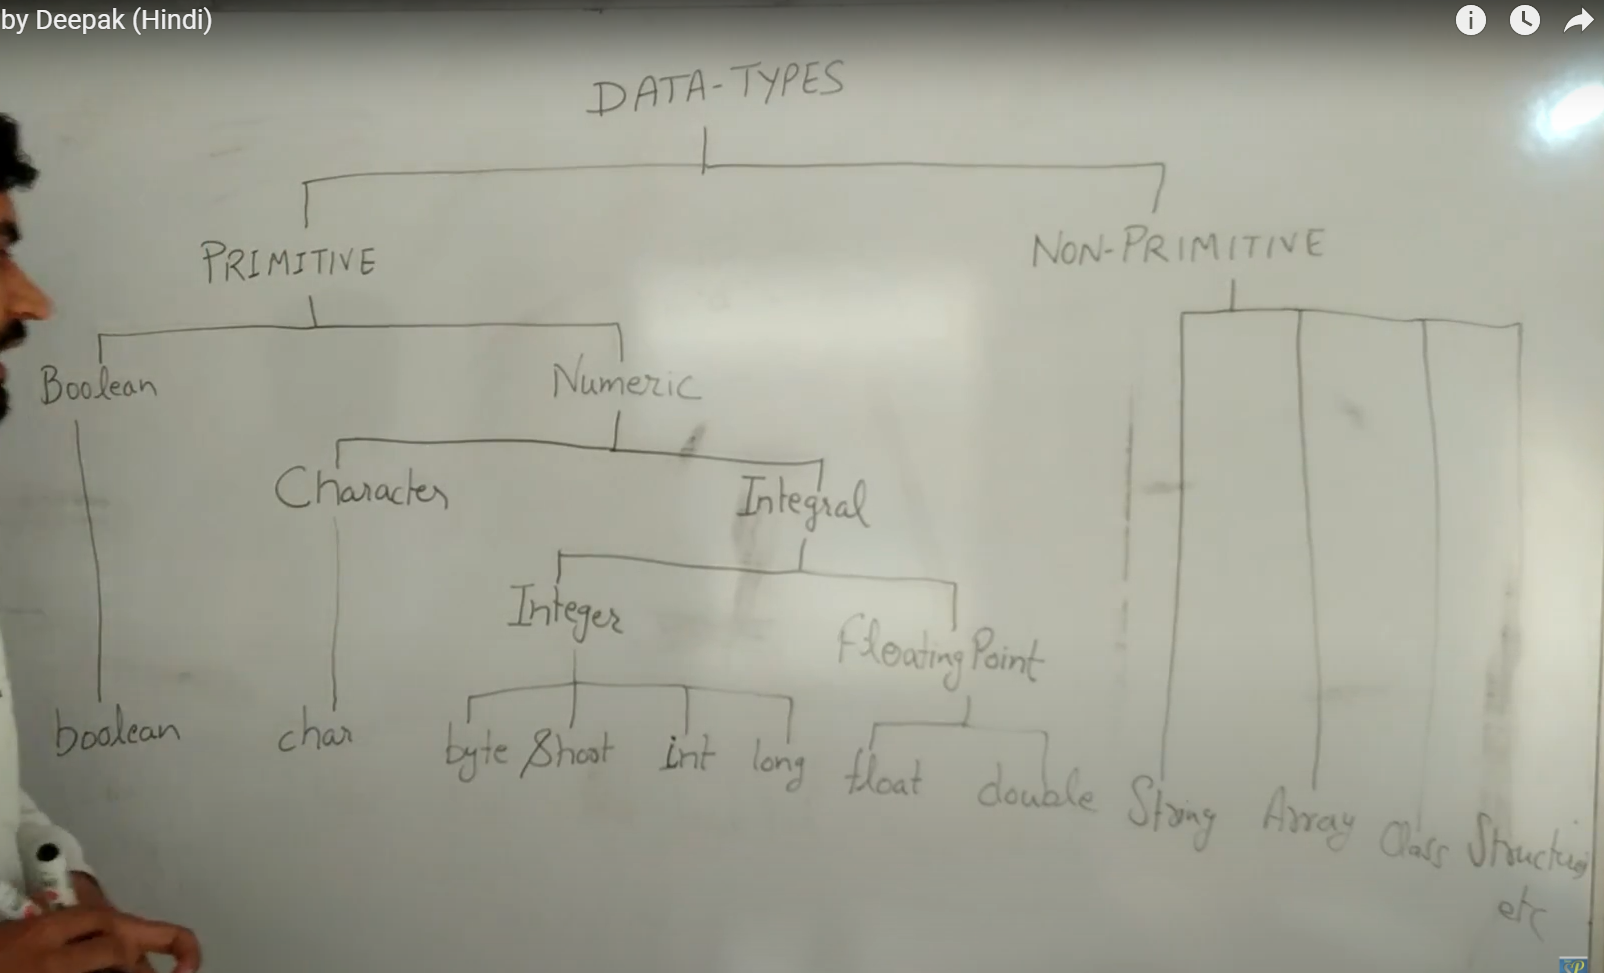 by Deepak (Hindi)
DATA-TYPES
PRIMITIVE
NON-PRIMITIVE
Boolean
Numeric
Character
Integral
Integer
Floating Point
boolean
char
byte
Short
int
long
float
double
String
Array
Class
etc